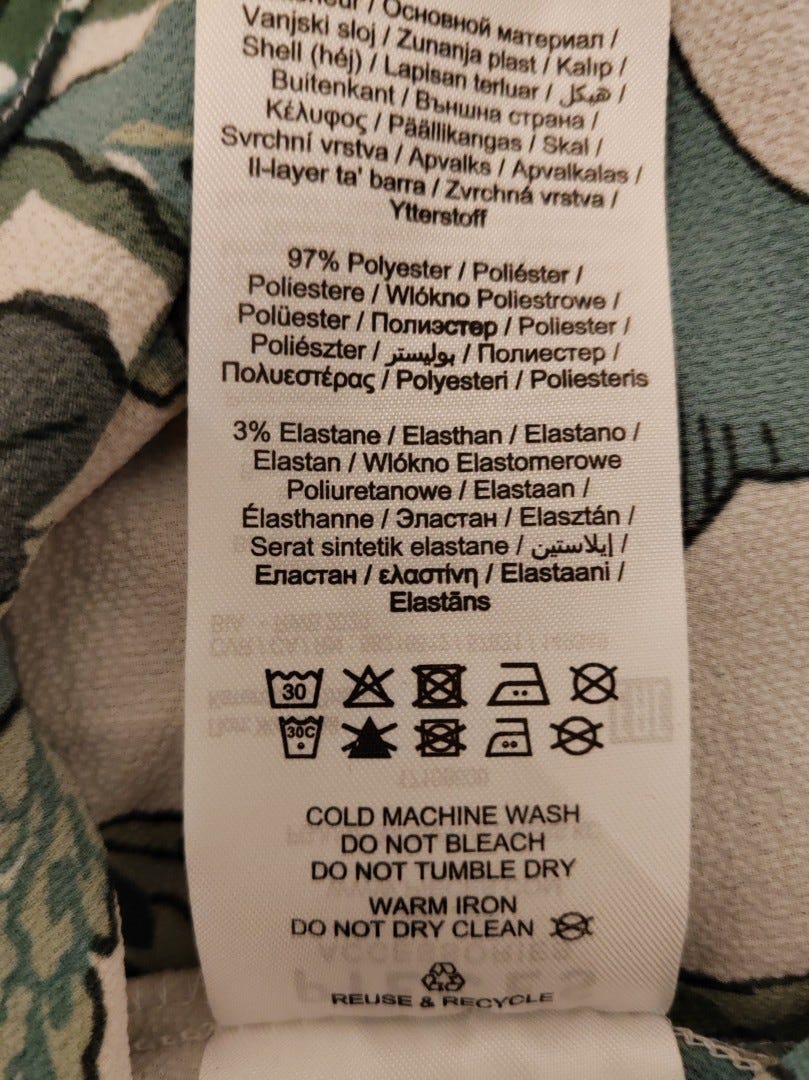 / Основной материал /
Vanjski sloj / Zunanja plast / Kalıp /
Shell (héj) / Lapisan terluar / هيكل /
Buitenkant / Външна страна /
Κέλυφος / Päällikangas / Skal /
Svrchní vrstva / Apvalks / Apvalkalas /
Il-layer ta' barra / Zvrchná vrstva /
Ytterstoff
97% Polyester / Poliéster /
Poliestere / Wlókno Poliestrowe /
Polüester / Полиэстер / Poliester /
Poliészter / بوليستر / Полиестер /
Πολυεστέρας / Polyesteri / Poliesteris
3% Elastane / Elasthan / Elastano /
Elastan / Wlókno Elastomerowe
Poliuretanowe / Elastaan /
Élasthanne / Эластан / Elasztán /
Serat sintetik elastane / إيلاستين /
Еластан / ελαστίνη / Elastaani /
Elastāns
30
30C
COLD MACHINE WASH
DO NOT BLEACH
DO NOT TUMBLE DRY
WARM IRON
DO NOT DRY CLEAN
REUSE & RECYCLE